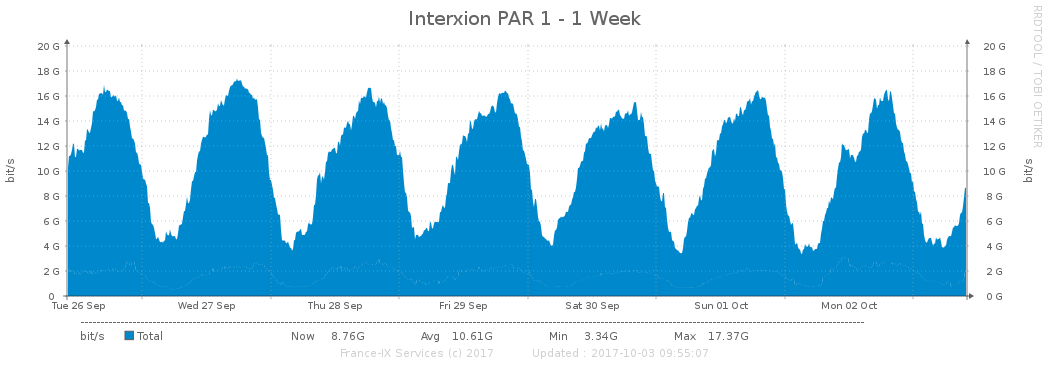 Interxion PAR 1 - 1 Week
RRDTOOL / TOBI OETIKER
bit/s
bit/s
20 G 20 G
18 G 18 G
16 G 16 G
14 G 14 G
12 G 12 G
10 G 10 G
8 G 8 G
6 G 6 G
4 G 4 G
2 G 2 G
0 0 G
Tue 26 Sep Wed 27 Sep Thu 28 Sep Fri 29 Sep Sat 30 Sep Sun 01 Oct Mon 02 Oct
bit/s Total Now 8.76G Avg 10.61G Min 3.34G Max 17.37G
France-IX Services (c) 2017 Updated : 2017-10-03 09:55:07